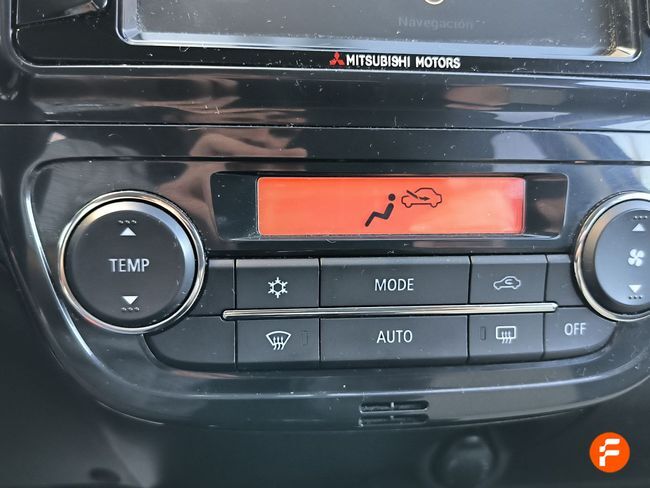 Navegación
MITSUBISHI MOTORS
TEMP
MODE
AUTO
OFF